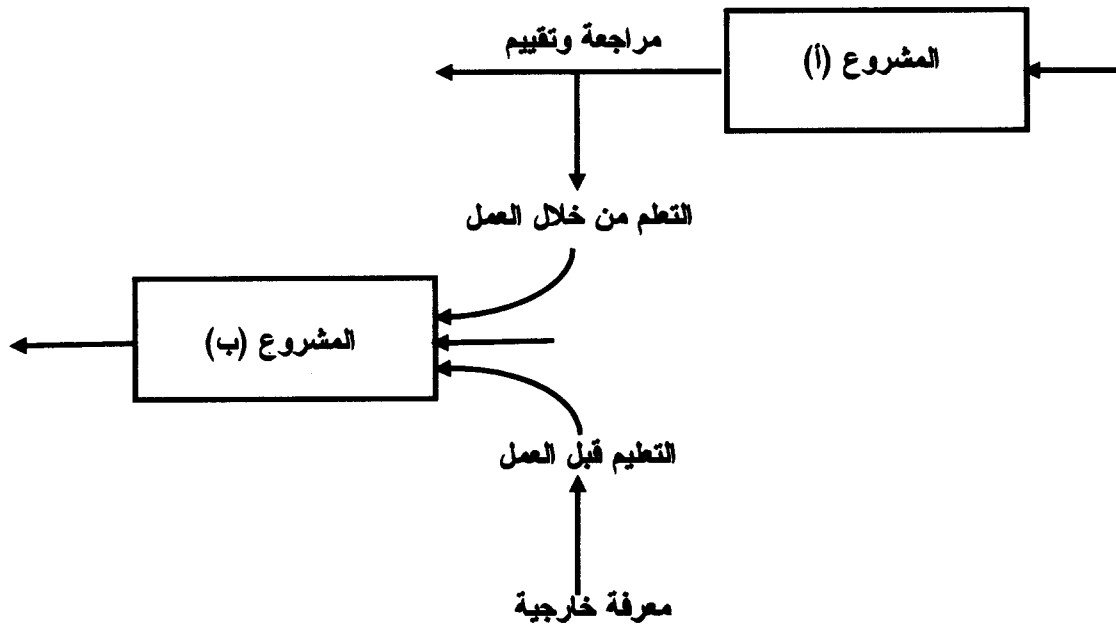 المشروع (أ)
مراجعة وتقييم
التعلم من خلال العمل
المشروع (ب)
التعليم قبل العمل
معرفة خارجية